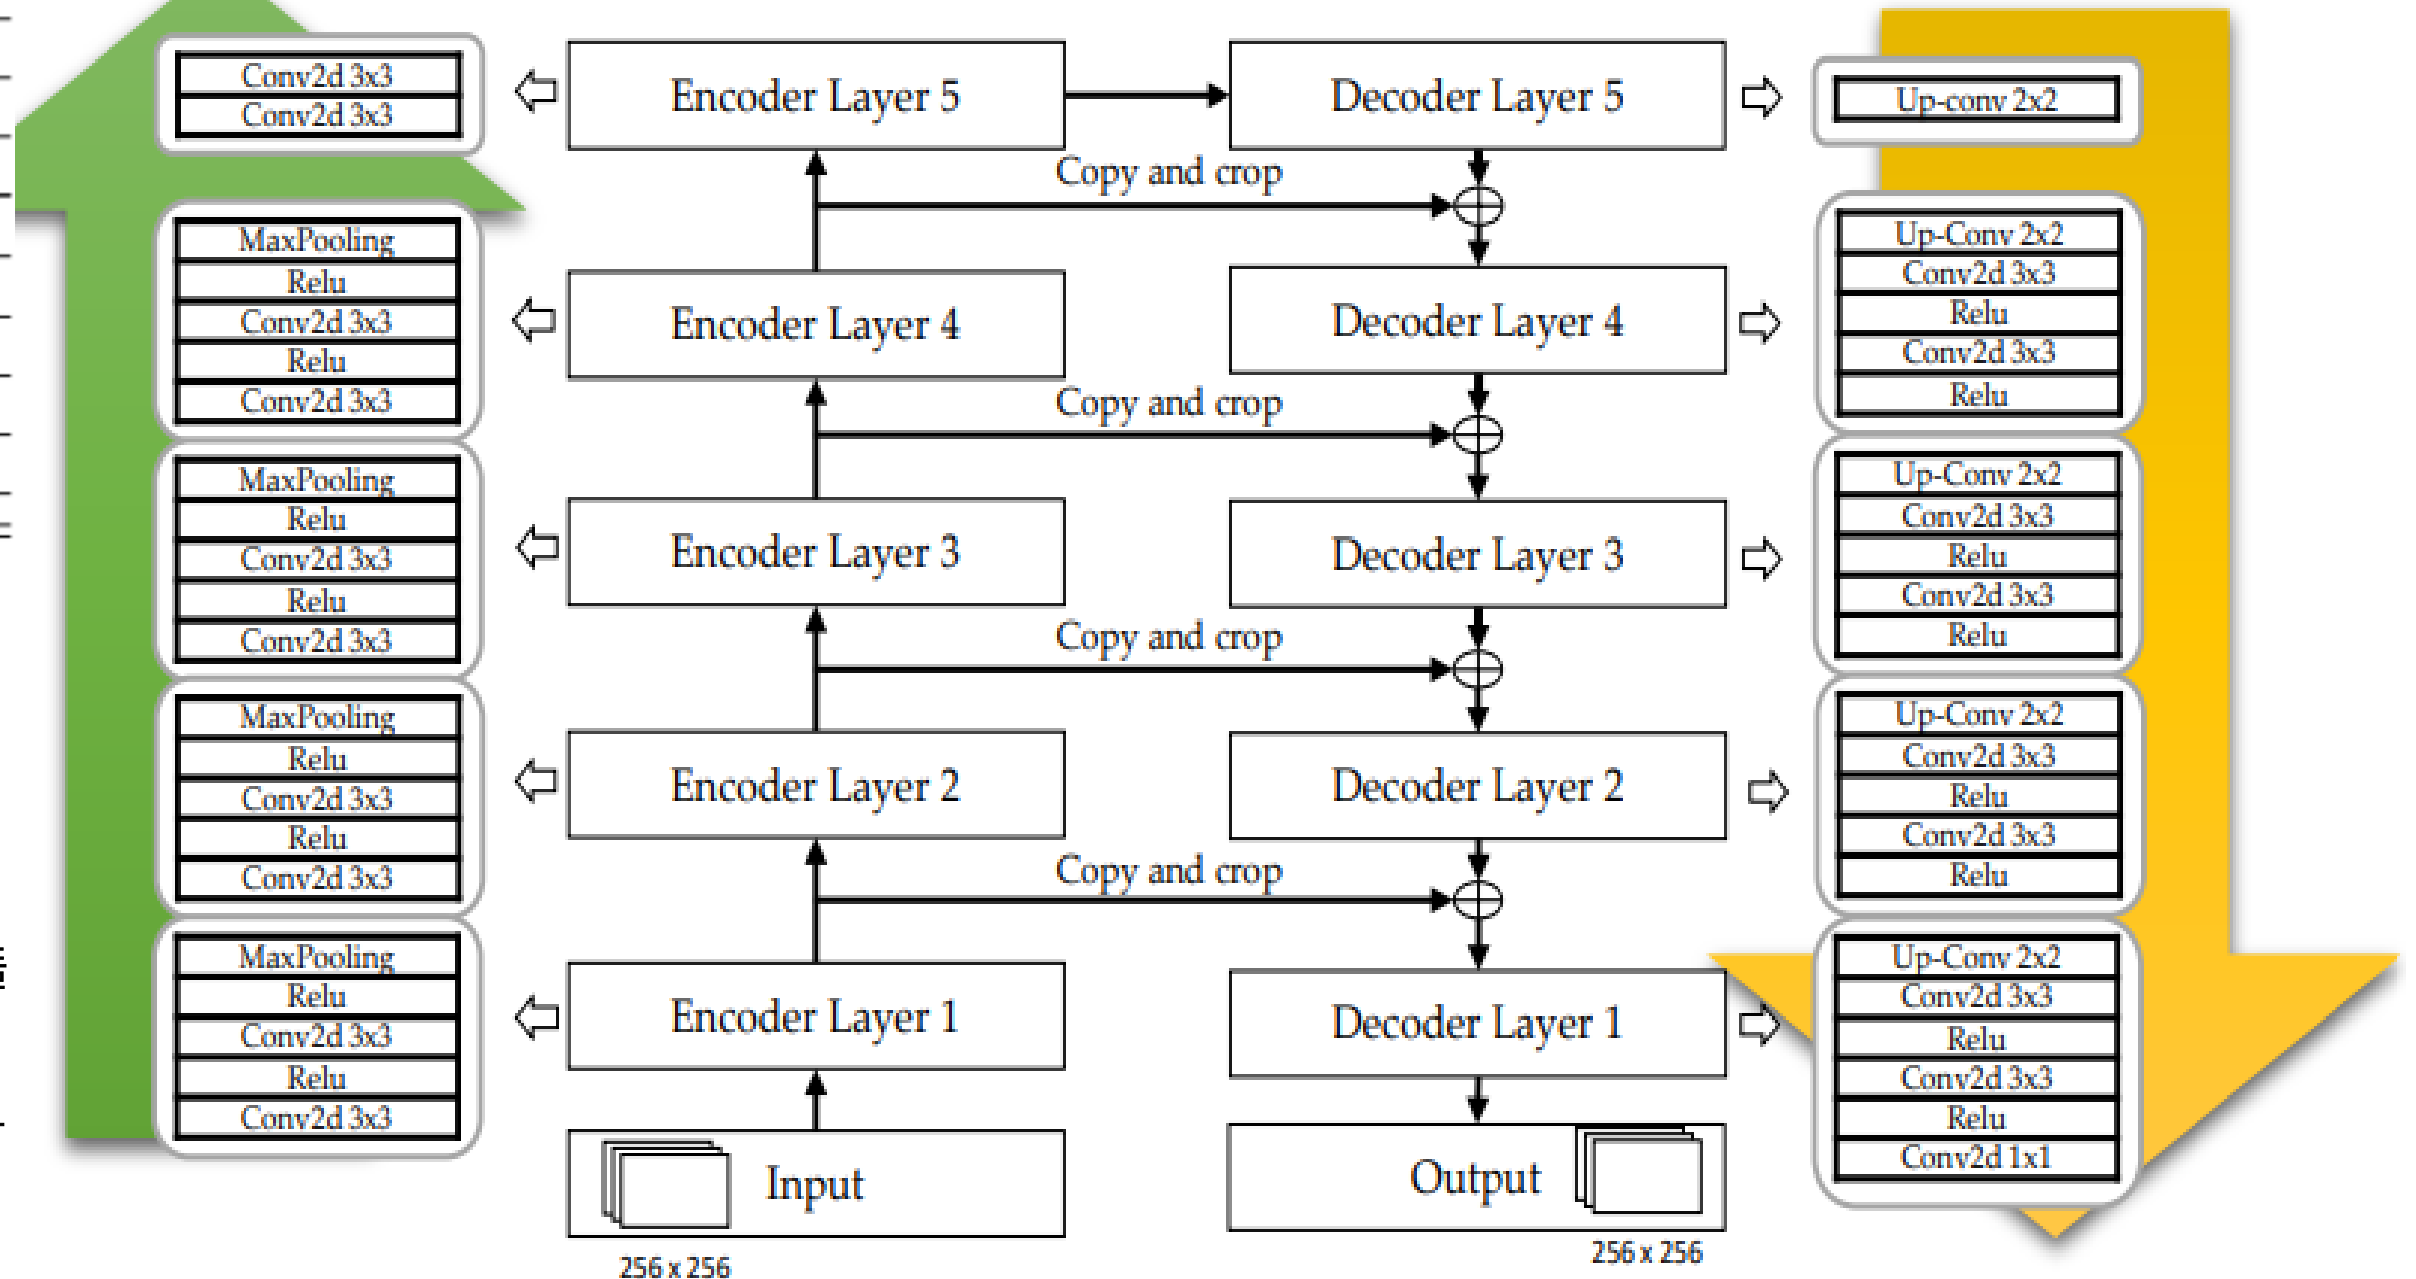 Conv2d 3x3
Conv2d 3x3
Encoder Layer 5
Decoder Layer 5
Up-conv 2x2
Copy and crop
MaxPooling
Relu
Conv2d 3x3
Relu
Conv2d 3x3
Encoder Layer 4
Decoder Layer 4
Up-Conv 2x2
Conv2d 3x3
Relu
Conv2d 3x3
Relu
Copy and crop
MaxPooling
Relu
Conv2d 3x3
Relu
Conv2d 3x3
Encoder Layer 3
Decoder Layer 3
Up-Conv 2x2
Conv2d 3x3
Relu
Conv2d 3x3
Relu
Copy and crop
MaxPooling
Relu
Conv2d 3x3
Relu
Conv2d 3x3
Encoder Layer 2
Decoder Layer 2
Up-Conv 2x2
Conv2d 3x3
Relu
Conv2d 3x3
Relu
Copy and crop
MaxPooling
Relu
Conv2d 3x3
Relu
Conv2d 3x3
Encoder Layer 1
Decoder Layer 1
Up-Conv 2x2
Conv2d 3x3
Relu
Conv2d 3x3
Relu
Conv2d 1x1
Input
Output
256 x 256
256 x 256